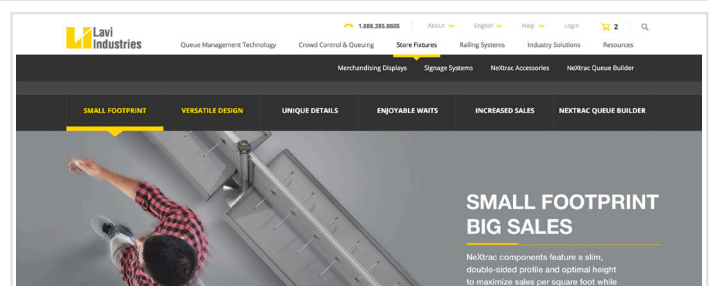 Lavi
Industries
1.888.285.8605 About English Help Login 2
Queue Management Technology Crowd Control & Queuing Store Fixtures Railing Systems Industry Solutions Resources
Merchandising Displays Signage Systems NeXtrac Accessories NeXtrac Queue Builder
SMALL FOOTPRINT VERSATILE DESIGN UNIQUE DETAILS ENJOYABLE WAITS INCREASED SALES NEXTRAC QUEUE BUILDER
SMALL FOOTPRINT
BIG SALES
NeXtrac components feature a slim,
double-sided profile and optimal height
to maximize sales per square foot while